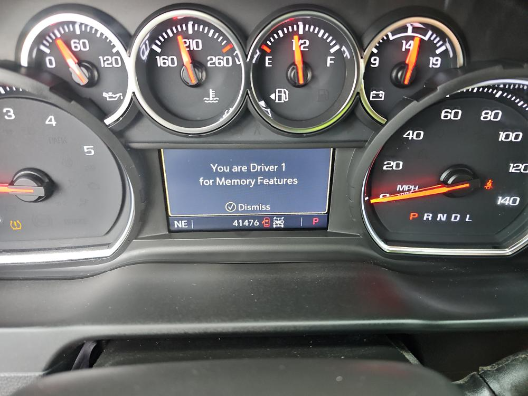 0 60 120
160 210 260
E 1/2 F
9 14 19
3 4 5
You are Driver 1
for Memory Features
Dismiss
NE 41476 P
0 20 40 60 80 100 120 140
MPH
P R N D L